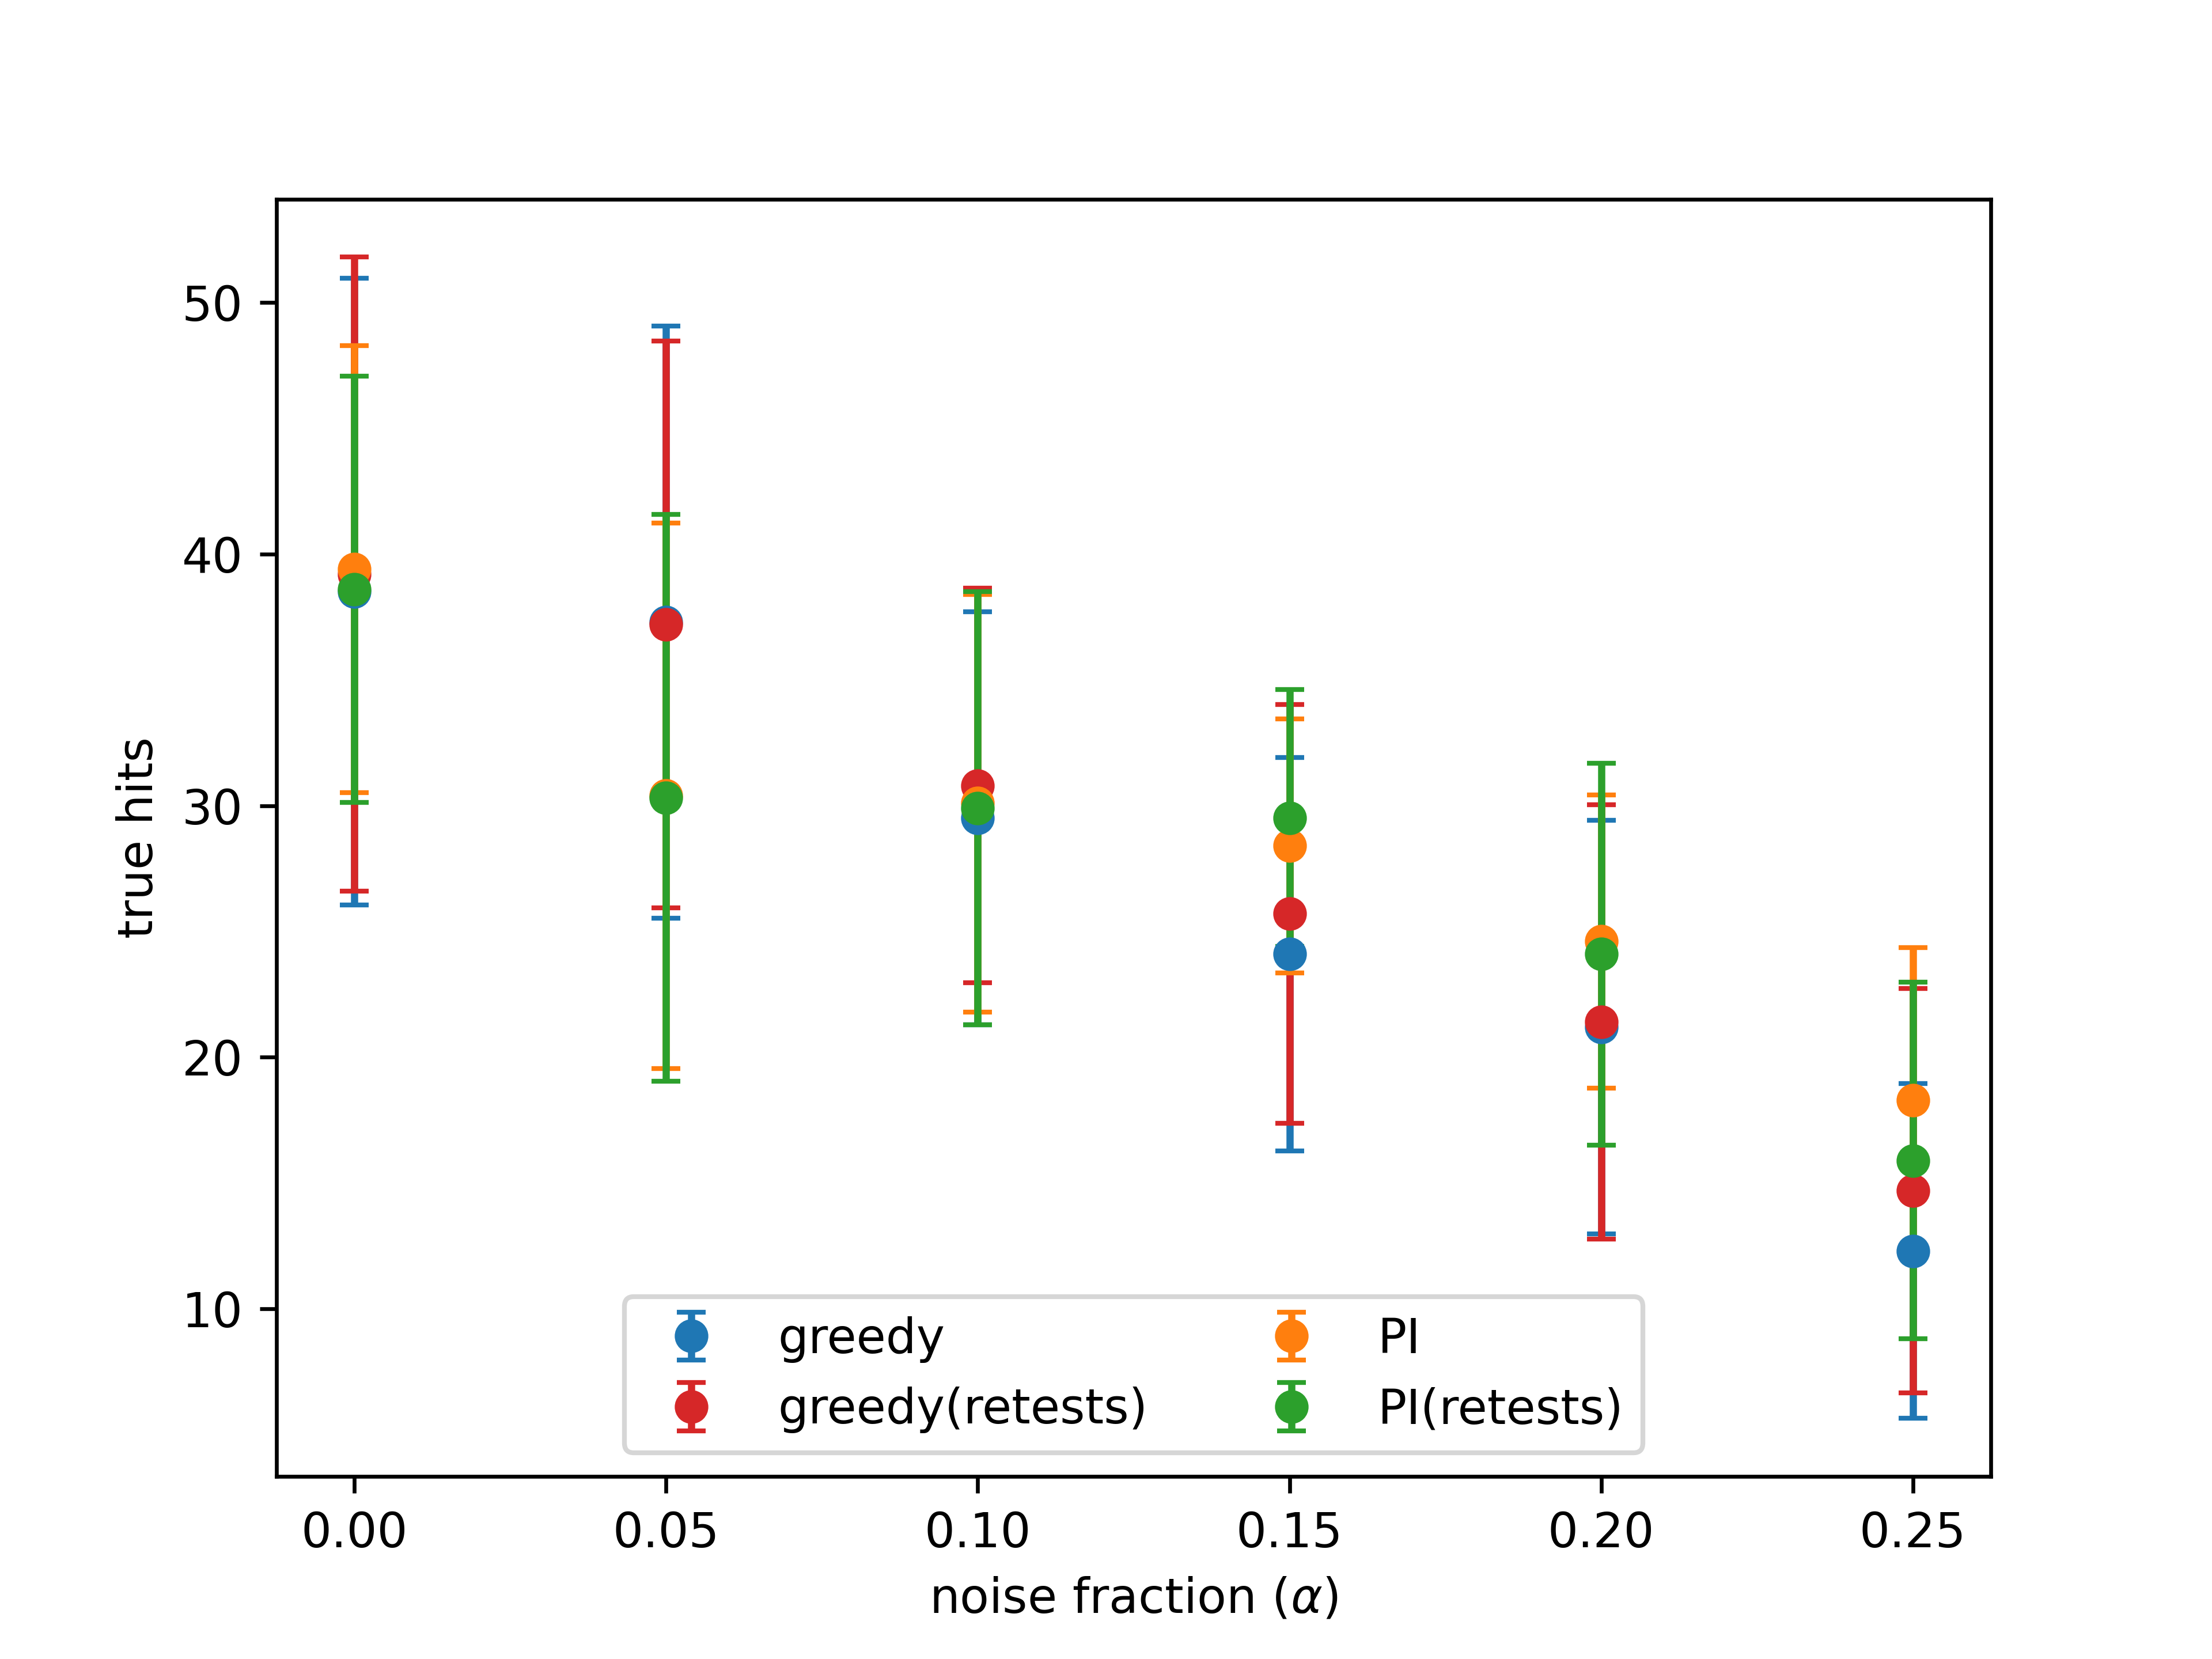 50
40
30
20
10
true hits
0.00 0.05 0.10 0.15 0.20 0.25
noise fraction (α)
greedy PI
greedy(retests) PI(retests)